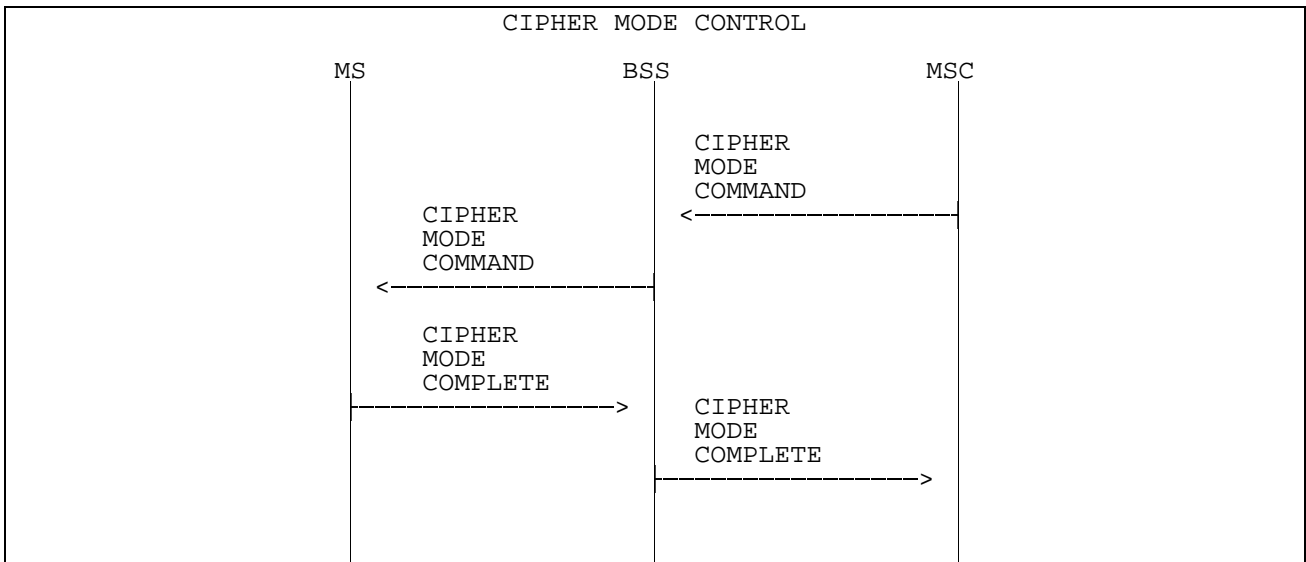 CIPHER MODE CONTROL
MS BSS MSC
CIPHER
MODE
COMMAND
CIPHER
MODE
COMMAND
CIPHER
MODE
COMPLETE
CIPHER
MODE
COMPLETE